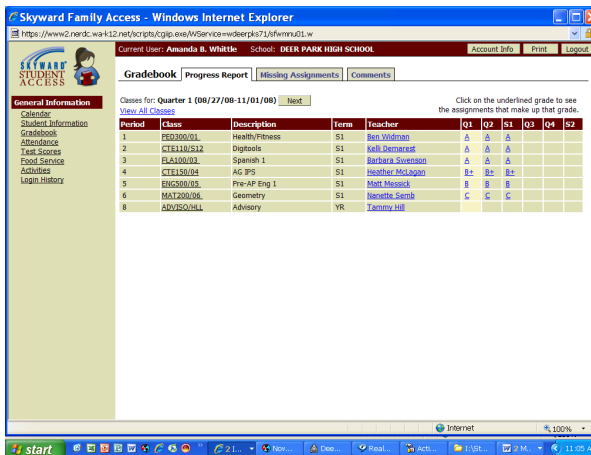 Skyward Family Access - Windows Internet Explorer
https://www2.nerdc.wa-k12.net/scripts/cgiip.exe/WService=wdeerpks71/sfwmnu01.w
Current User: Amanda B. Whittle School: DEER PARK HIGH SCHOOL Account Info Print Logout
SKYWARD
STUDENT
ACCESS
Gradebook Progress Report Missing Assignments Comments
General Information
Calendar
Student Information
Gradebook
Attendance
Test Scores
Food Service
Activities
Login History
Classes for: Quarter 1 (08/27/08-11/01/08) Next
View All Classes
Click on the underlined grade to see
the assignments that make up that grade.
Period Class Description Term Teacher Q1 Q2 S1 Q3 Q4 S2
1 PED300/01 Health/Fitness S1 Ben Widman A A A
2 CTE110/S12 Digitools S1 Kelli Demarest A A A
3 FLA100/03 Spanish 1 S1 Barbara Swenson A A A
4 CTE150/04 AG IPS S1 Heather McLagan B+ B+ B+
5 ENG500/05 Pre-AP Eng 1 S1 Matt Messick B B B
6 MAT200/06 Geometry S1 Nanette Semb C C C
8 ADVISO/HLL Advisory YR Tammy Hill
Internet 100%
start 2 I... Nov... Dee... Real... Acti... I:\St... 2 M... 11:05 A